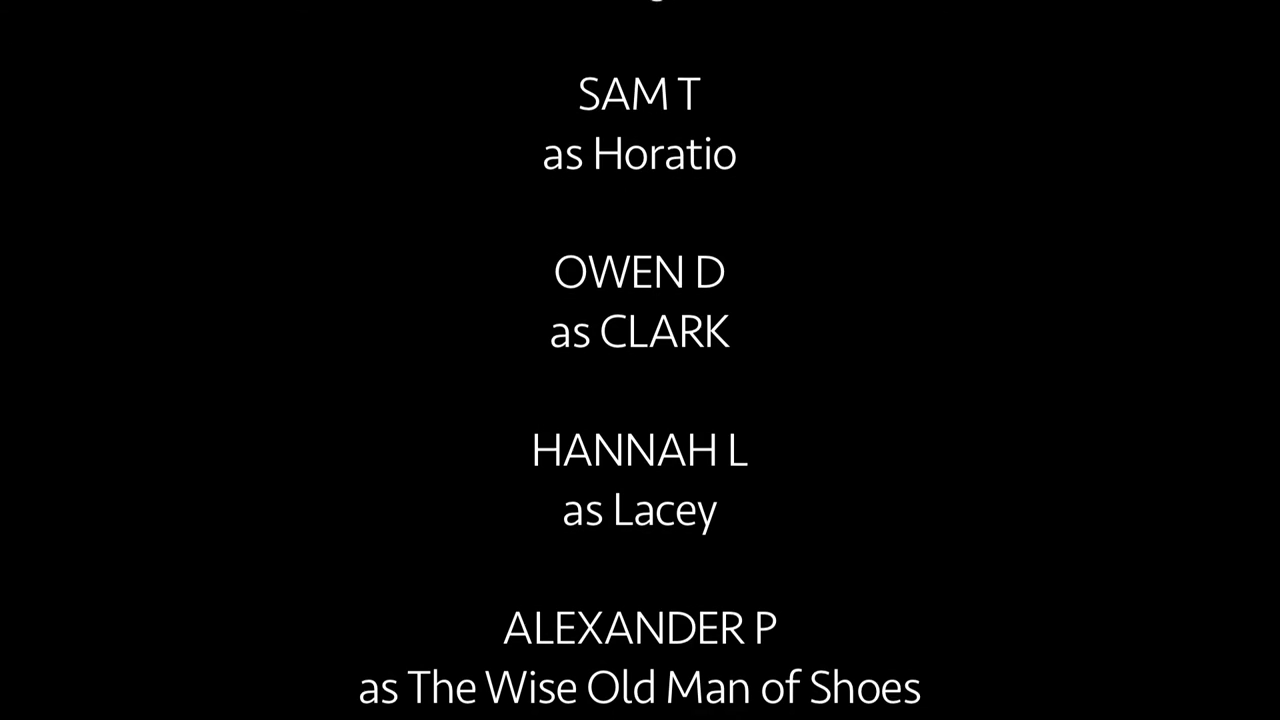 SAM T
as Horatio
OWEN D
as CLARK
HANNAH L
as Lacey
ALEXANDER P
as The Wise Old Man of Shoes